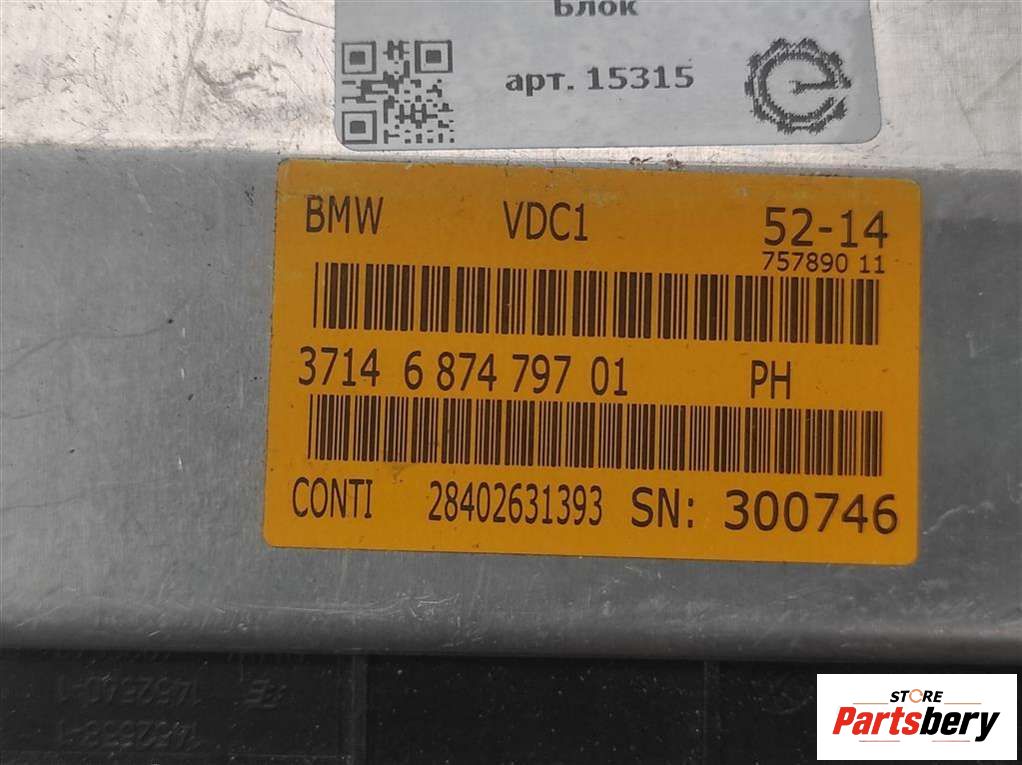 Блок
арт. 15315
BMW VDC1 52-14
757890 11
3714 6 874 797 01 PH
CONTI 28402631393 SN: 300746
STORE
Partsbery